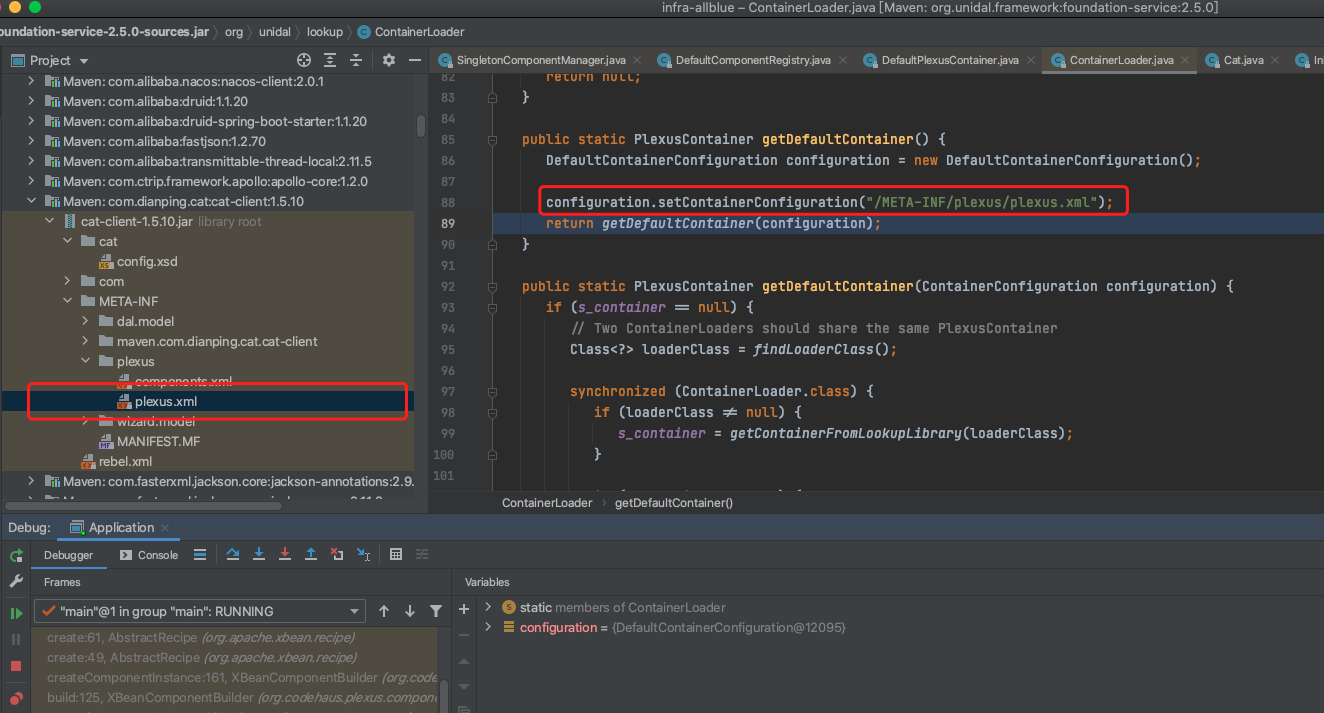 infra-allblue – ContainerLoader.java [Maven: org.unidal.framework:foundation-service:2.5.0]
oundation-service-2.5.0-sources.jar › org › unidal › lookup › ContainerLoader
Project
SingletonComponentManager.java × DefaultComponentRegistry.java × DefaultPlexusContainer.java × ContainerLoader.java × Cat.java × In
Maven: com.alibaba.nacos:nacos-client:2.0.1
Maven: com.alibaba:druid:1.1.20
Maven: com.alibaba:druid-spring-boot-starter:1.1.20
Maven: com.alibaba:fastjson:1.2.70
Maven: com.alibaba:transmittable-thread-local:2.11.5
Maven: com.ctrip.framework.apollo:apollo-core:1.2.0
Maven: com.dianping.cat:cat-client:1.5.10
cat-client-1.5.10.jar library root
cat
config.xsd
com
META-INF
dal.model
maven.com.dianping.cat.cat-client
plexus
components.xml
plexus.xml
wizard.model
MANIFEST.MF
rebel.xml
Maven: com.fasterxml.jackson.core:jackson-annotations:2.9.
82 return null;
83 }
84
85 public static PlexusContainer getDefaultContainer() {
86 DefaultContainerConfiguration configuration = new DefaultContainerConfiguration();
87
88 configuration.setContainerConfiguration("/META-INF/plexus/plexus.xml");
89 return getDefaultContainer(configuration);
90 }
91
92 public static PlexusContainer getDefaultContainer(ContainerConfiguration configuration) {
93 if (s_container == null) {
94 // Two ContainerLoaders should share the same PlexusContainer
95 Class<?> loaderClass = findLoaderClass();
96
97 synchronized (ContainerLoader.class) {
98 if (loaderClass != null) {
99 s_container = getContainerFromLookupLibrary(loaderClass);
100 }
101
ContainerLoader › getDefaultContainer()
Debug: Application ×
Debugger Console
Frames
"main"@1 in group "main": RUNNING
create:61, AbstractRecipe (org.apache.xbean.recipe)
create:49, AbstractRecipe (org.apache.xbean.recipe)
createComponentInstance:161, XBeanComponentBuilder (org.code
build:125, XBeanComponentBuilder (org.codehaus.plexus.compon
Variables
static members of ContainerLoader
configuration = {DefaultContainerConfiguration@12095}